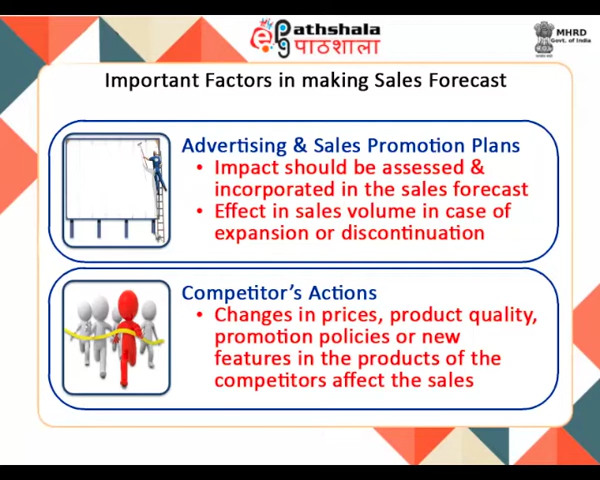 ePathshala
पाठशाला
MHRD
Govt. of India
Important Factors in making Sales Forecast
Advertising & Sales Promotion Plans
• Impact should be assessed &
incorporated in the sales forecast
• Effect in sales volume in case of
expansion or discontinuation
Competitor's Actions
• Changes in prices, product quality,
promotion policies or new
features in the products of the
competitors affect the sales